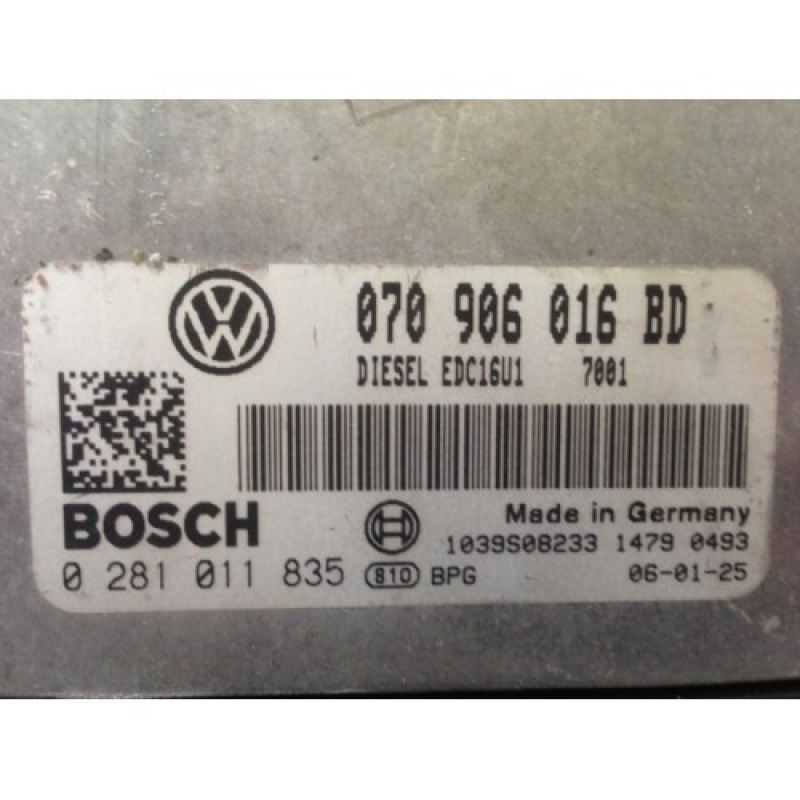 070 906 016 BD
DIESEL EDC16U1 7001
BOSCH
Made in Germany
1039S08233 1479 0493
0 281 011 835 810 BPG 06-01-25